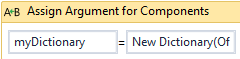 A+B Assign Argument for Components
myDictionary = New Dictionary(Of